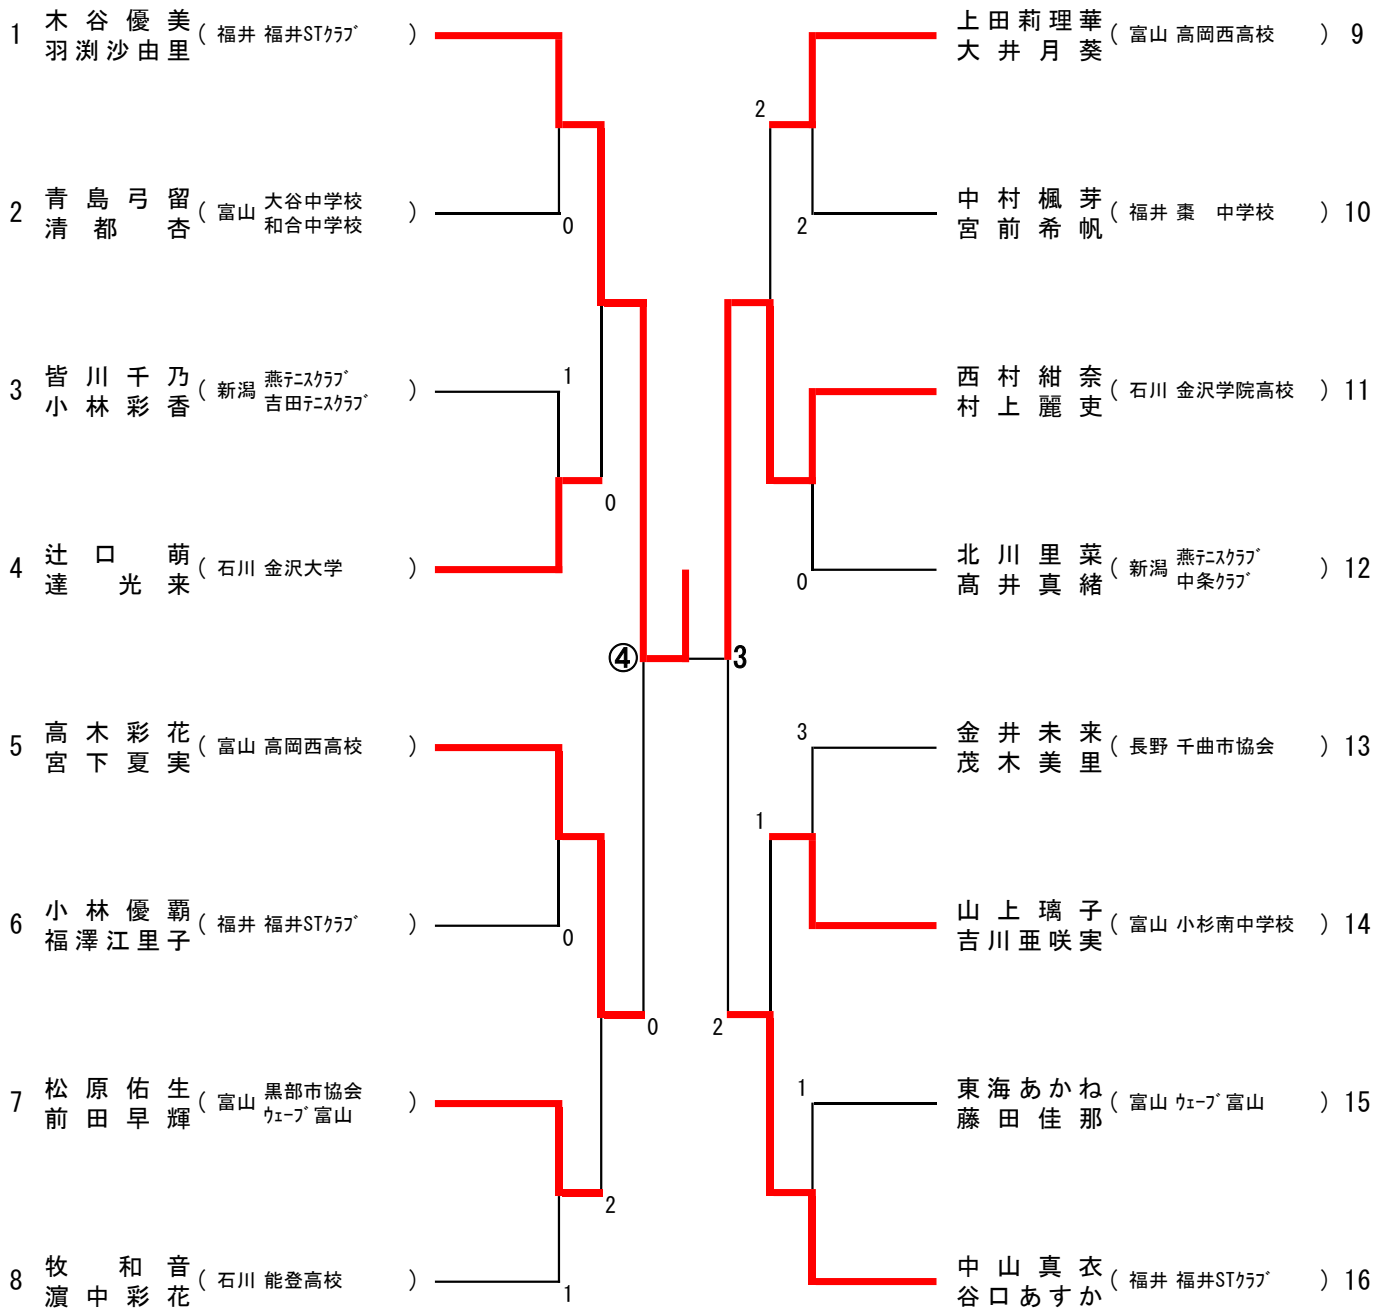 1 木谷優美 羽渕沙由里 ( 福井 福井STｸﾗﾌﾞ )
0
2 青島弓留 清都杏 ( 富山 大谷中学校 和合中学校 )
1
3 皆川千乃 小林彩香 ( 新潟 燕ﾃﾆｽｸﾗﾌﾞ 吉田ﾃﾆｽｸﾗﾌﾞ )
0
4 辻口萌 達光来 ( 石川 金沢大学 )
④ 3
5 高木彩花 宮下夏実 ( 富山 高岡西高校 )
0
6 小林優覇 福澤江里子 ( 福井 福井STｸﾗﾌﾞ )
0
7 松原佑生 前田早輝 ( 富山 黒部市協会 ｳｪｰﾌﾞ富山 )
2
8 牧和音 濵中彩花 ( 石川 能登高校 )
1
上田莉理華 大井月葵 ( 富山 高岡西高校 ) 9
2
中村楓芽 宮前希帆 ( 福井 棗 中学校 ) 10
2
西村紺奈 村上麗吏 ( 石川 金沢学院高校 ) 11
北川里菜 髙井真緒 ( 新潟 燕ﾃﾆｽｸﾗﾌﾞ 中条ｸﾗﾌﾞ ) 12
0
金井未来 茂木美里 ( 長野 千曲市協会 ) 13
3
1
山上璃子 吉川亜咲実 ( 富山 小杉南中学校 ) 14
2
東海あかね 藤田佳那 ( 富山 ｳｪｰﾌﾞ富山 ) 15
1
中山真衣 谷口あすか ( 福井 福井STｸﾗﾌﾞ ) 16